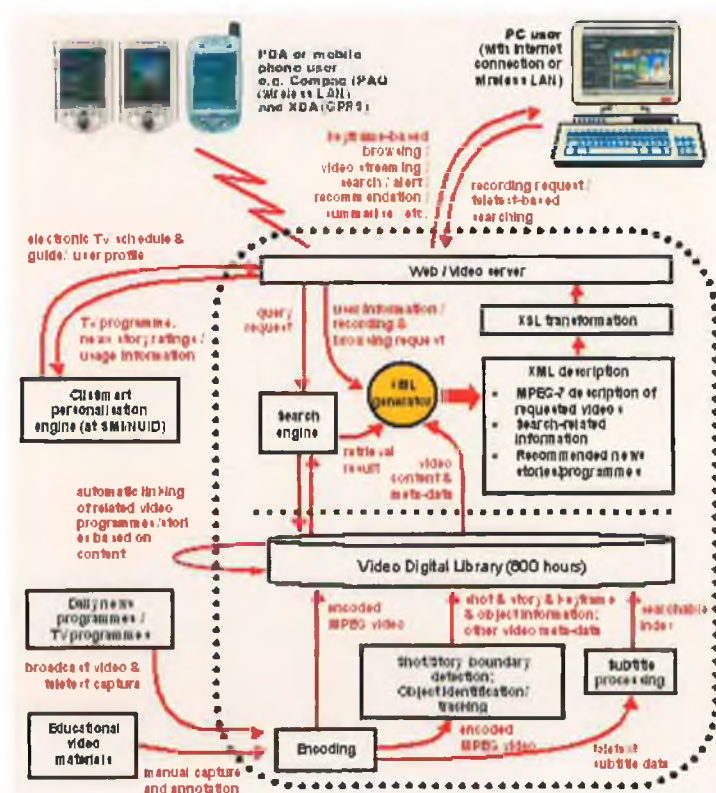 PDA or mobile
phone user
e.g. Compaq iPAQ
(wireless LAN)
and XDA (GPRS)
PC user
(with internet
connection or
wireless LAN)
keyframe-based
browsing
video streaming
search / alert
recommendation
summarise / etc.
recording request /
teletext-based
searching
electronic TV schedule &
guide / user profile
Web / Video server
TV programme,
news story ratings /
usage information
query
request
user information /
recording &
browsing request
XSL transformation
XML
generator
XML description
• MPEG-7 description of
requested videos
• Search-related
information
• Recommended news
stories/programmes
personalisation
engine (at SMI/NUID)
Search
engine
retrieval
result
video
content &
meta-data
automatic linking
of related video
programmes/stori
es based on
content
Video Digital Library (600 hours)
Daily news
programmes /
TV programmes
encoded
MPEG video
shot & story & keyframe
& object information;
other video meta-data
searchable
index
broadcast video &
teletext capture
Shot/Story boundary
detection;
Object identification/
tracking
Subtitle
processing
Educational
video
materials
Encoding
encoded
MPEG video
teletext
subtitle data
manual capture
and annotation